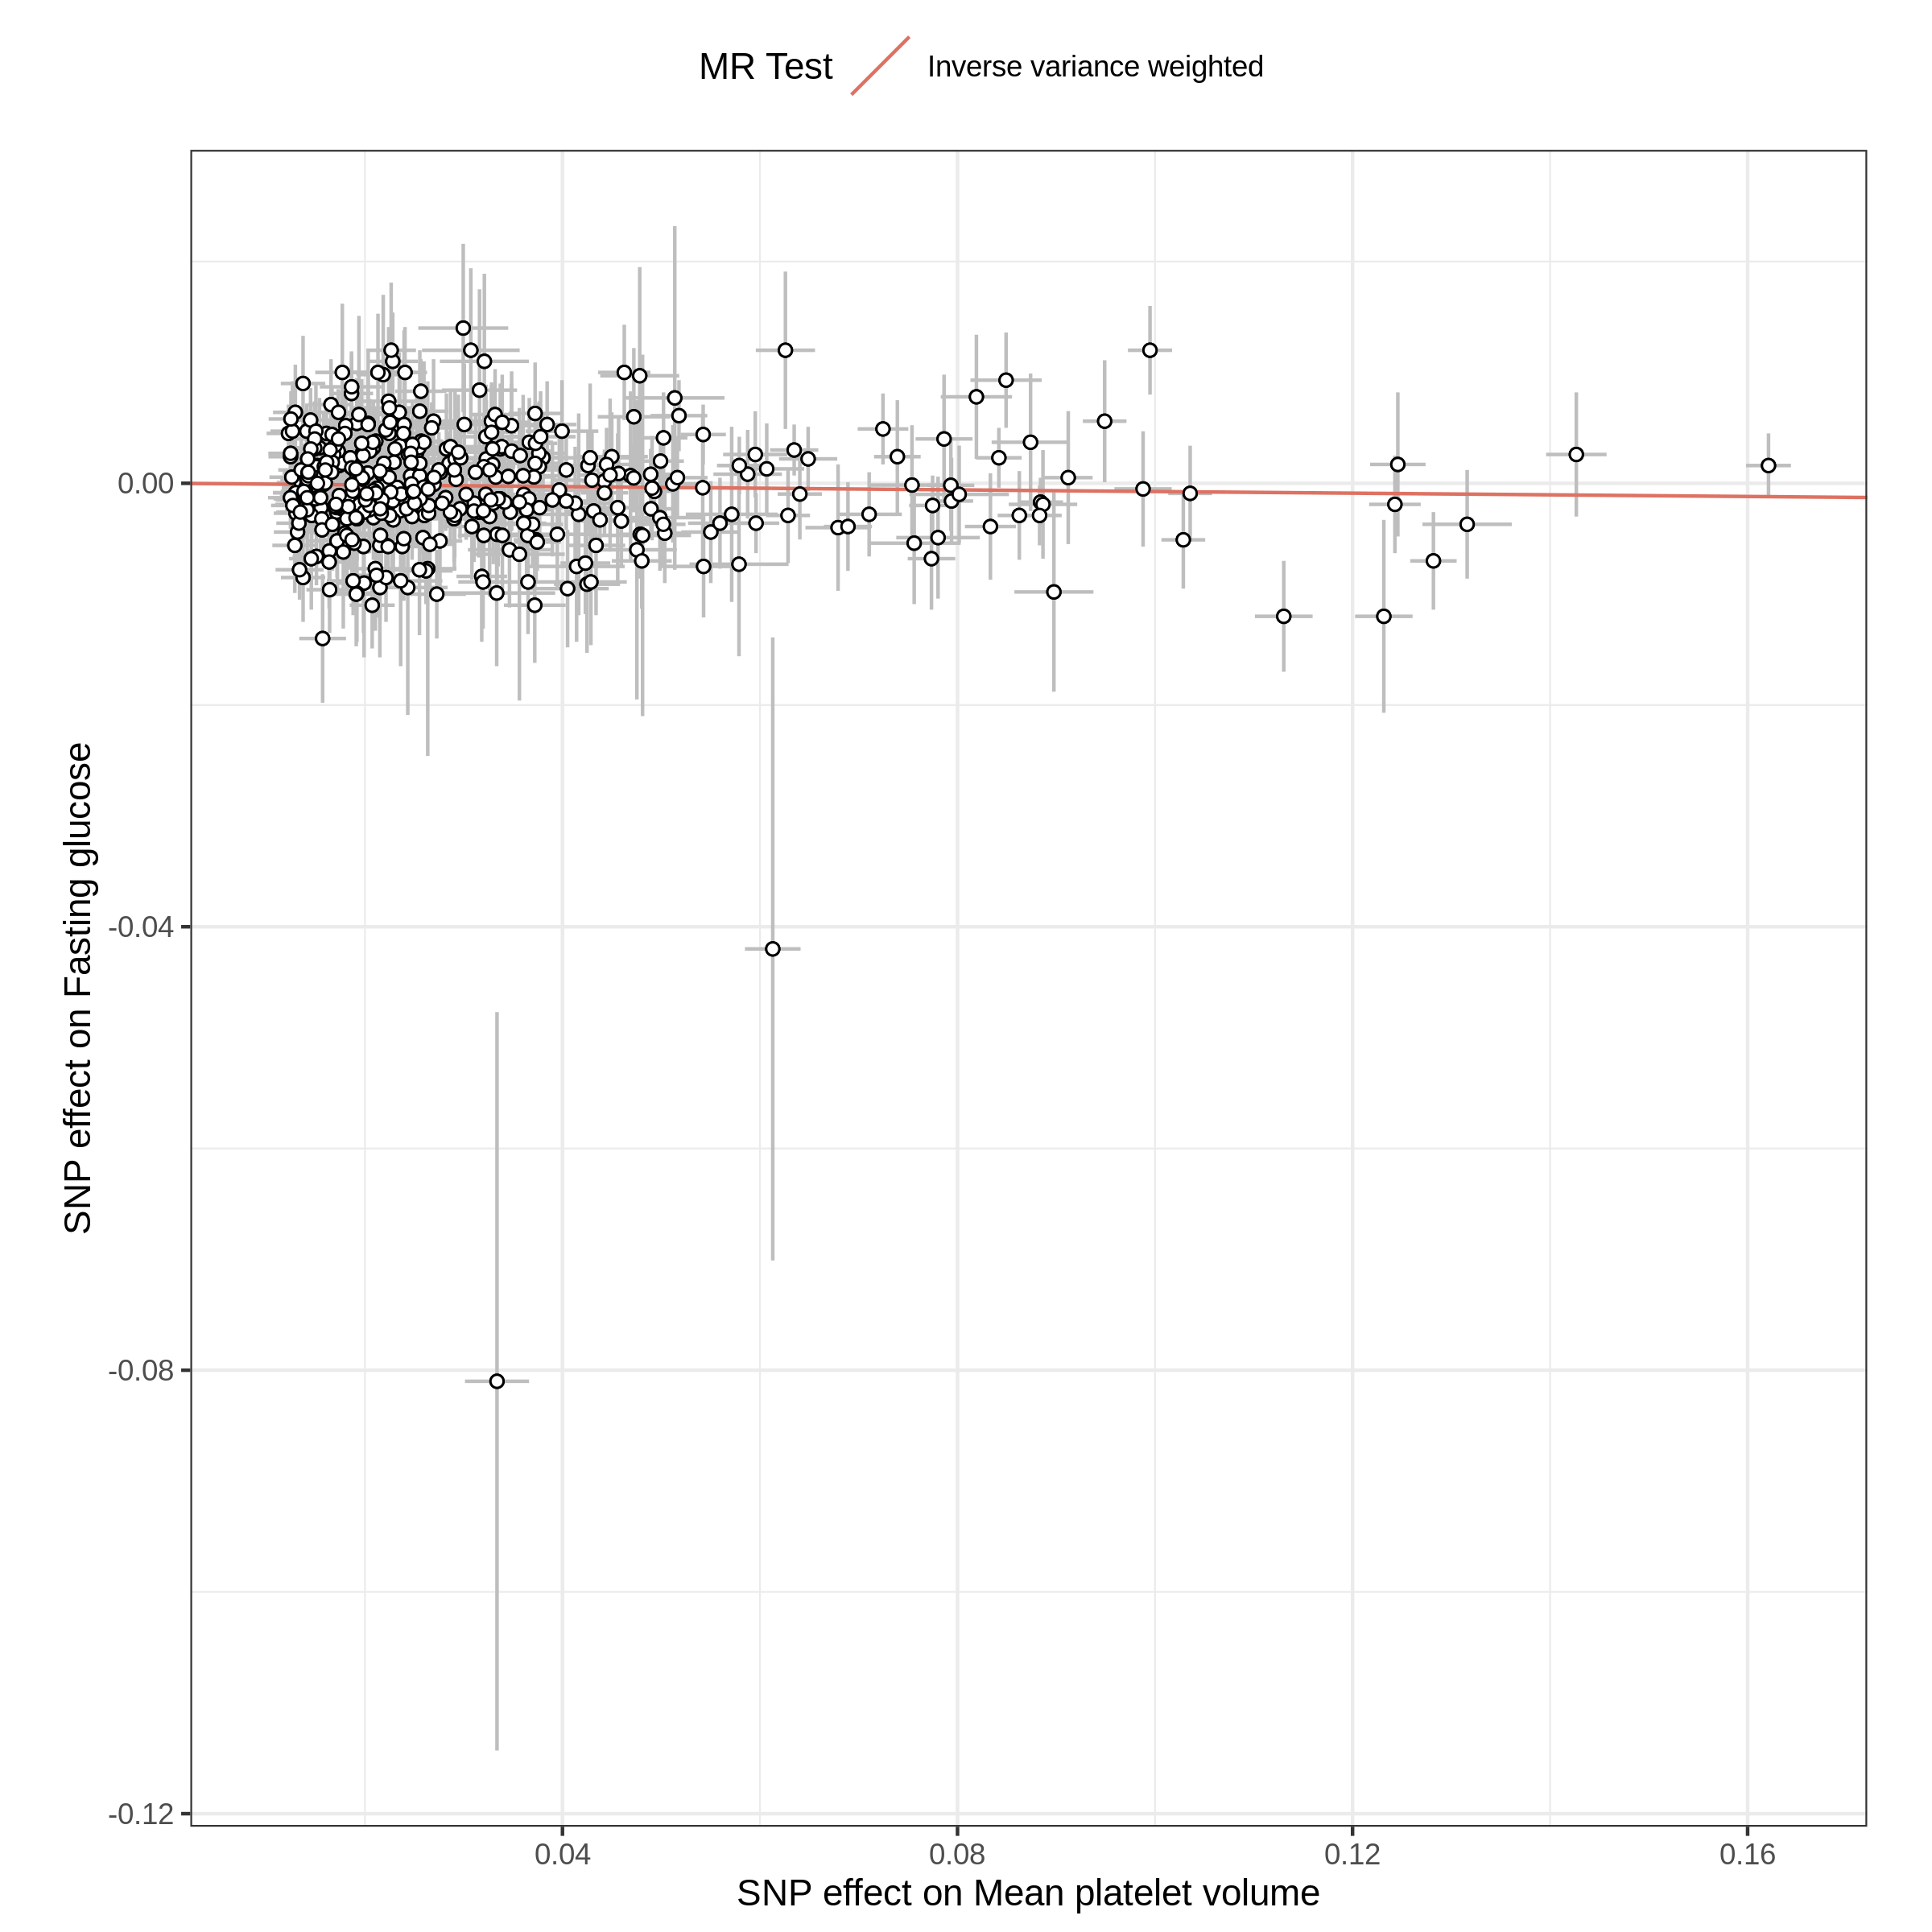 MR Test
Inverse variance weighted
SNP effect on Fasting glucose
0.00
-0.04
-0.08
-0.12
0.04
0.08
0.12
0.16
SNP effect on Mean platelet volume